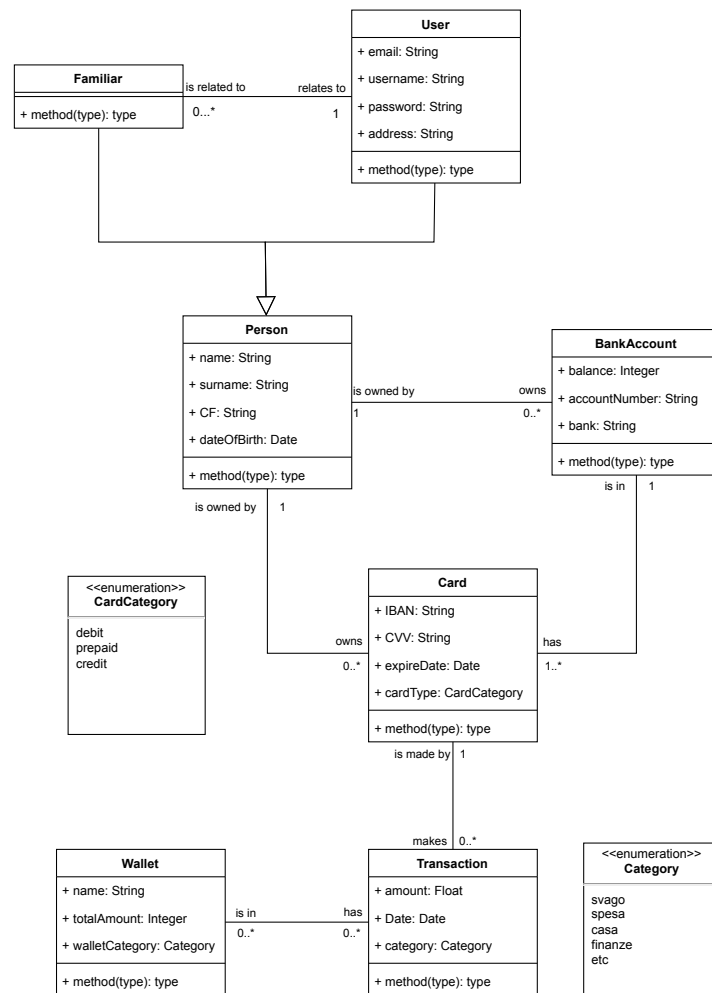 User
+ email: String
+ username: String
+ password: String
+ address: String
+ method(type): type
Familiar
+ method(type): type
is related to
relates to
0...*
1
Person
+ name: String
+ surname: String
+ CF: String
+ dateOfBirth: Date
+ method(type): type
BankAccount
+ balance: Integer
+ accountNumber: String
+ bank: String
+ method(type): type
is owned by
owns
1
0..*
is owned by
1
is in
1
<<enumeration>>
CardCategory
debit
prepaid
credit
Card
+ IBAN: String
+ CVV: String
+ expireDate: Date
+ cardType: CardCategory
+ method(type): type
owns
0..*
has
1..*
is made by
1
makes
0..*
Wallet
+ name: String
+ totalAmount: Integer
+ walletCategory: Category
+ method(type): type
is in
has
0..*
0..*
Transaction
+ amount: Float
+ Date: Date
+ category: Category
+ method(type): type
<<enumeration>>
Category
svago
spesa
casa
finanze
etc